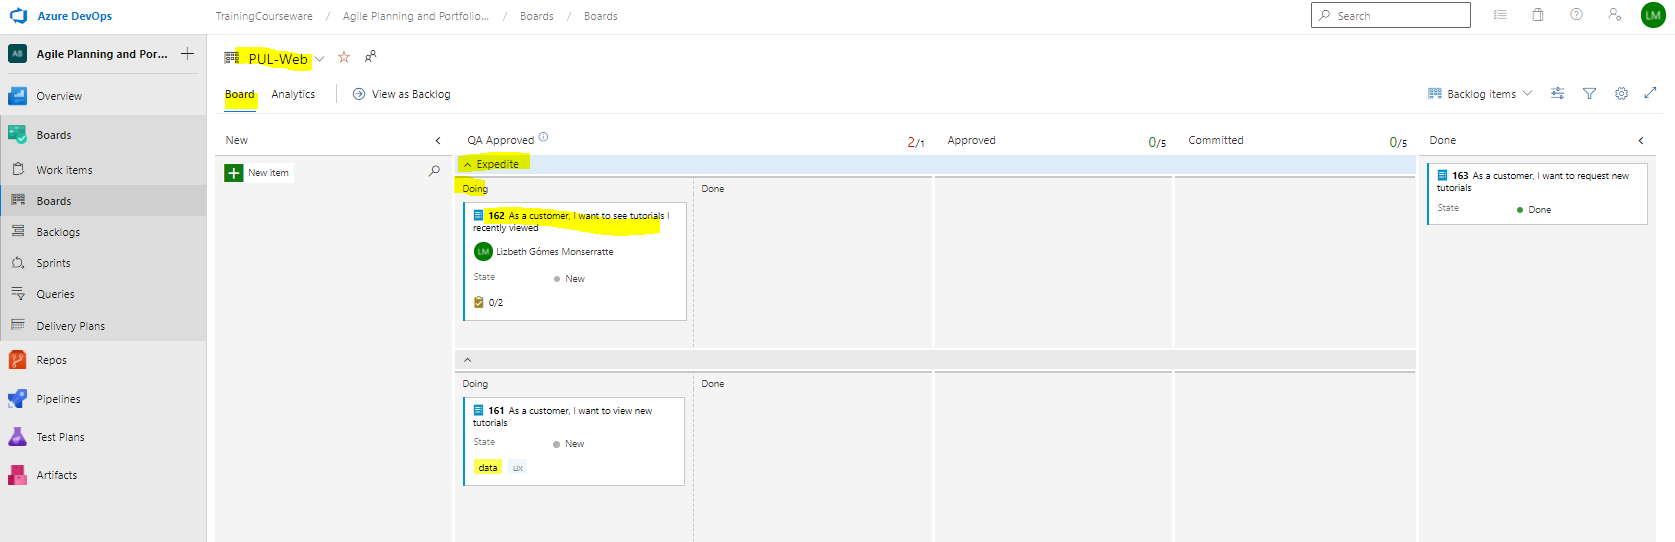 Azure DevOps
TrainingCourseware / Agile Planning and Portfolio... / Boards / Boards
Search
LM
AB Agile Planning and Por...
Overview
Boards
Work items
Boards
Backlogs
Sprints
Queries
Delivery Plans
Repos
Pipelines
Test Plans
Artifacts
PUL-Web
Board Analytics View as Backlog
Backlog items
New
New item
QA Approved 2/1
Approved 0/5
Committed 0/5
Done
Expedite
Doing Done
162 As a customer, I want to see tutorials I
recently viewed
LM Lizbeth Gómes Monserratte
State New
0/2
Doing Done
161 As a customer, I want to view new
tutorials
State New
data ux
163 As a customer, I want to request new
tutorials
State Done